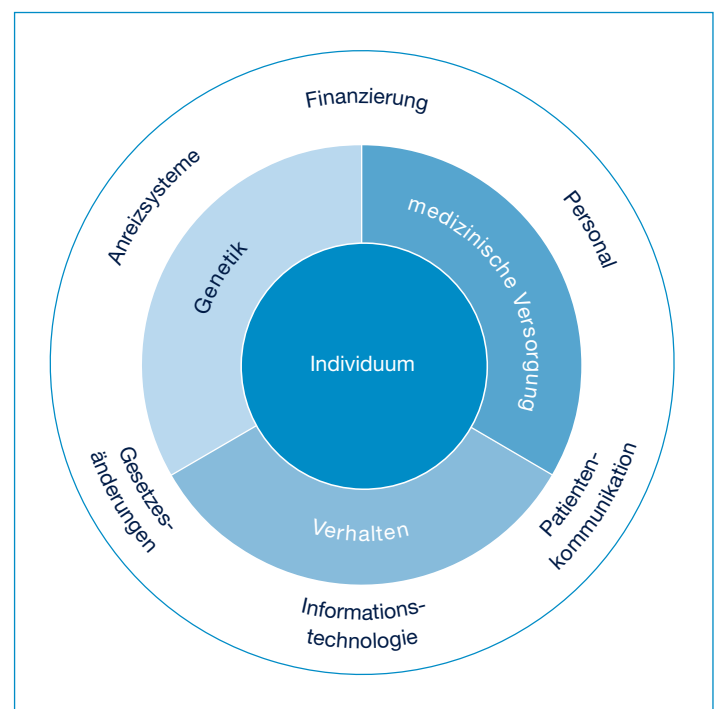 Finanzierung
Anreizsysteme
Personal
Genetik
medizinische Versorgung
Individuum
Gesetzes-
änderungen
Patienten-
kommunikation
Verhalten
Informations-
technologie